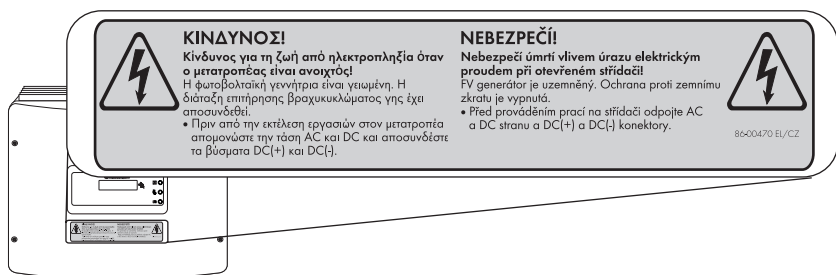 ΚΙΝΔΥΝΟΣ!
Κίνδυνος για τη ζωή από ηλεκτροπληξία όταν
ο μετατροπέας είναι ανοιχτός!
Η φωτοβολταϊκή γεννήτρια είναι γειωμένη. Η
διάταξη επιτήρησης βραχυκυκλώματος γης έχει
αποσυνδεθεί.
• Πριν από την εκτέλεση εργασιών στον μετατροπέα
απομονώστε την τάση AC και DC και αποσυνδέστε
τα βύσματα DC(+) και DC(-).
NEBEZPEČÍ!
Nebezpečí úmrtí vlivem úrazu elektrickým
proudem při otevřeném střídači!
FV generátor je uzemněný. Ochrana proti zemnímu
zkratu je vypnutá.
• Před prováděním prací na střídači odpojte AC
a DC stranu a DC(+) a DC(-) konektory.
86-00470 EL/CZ